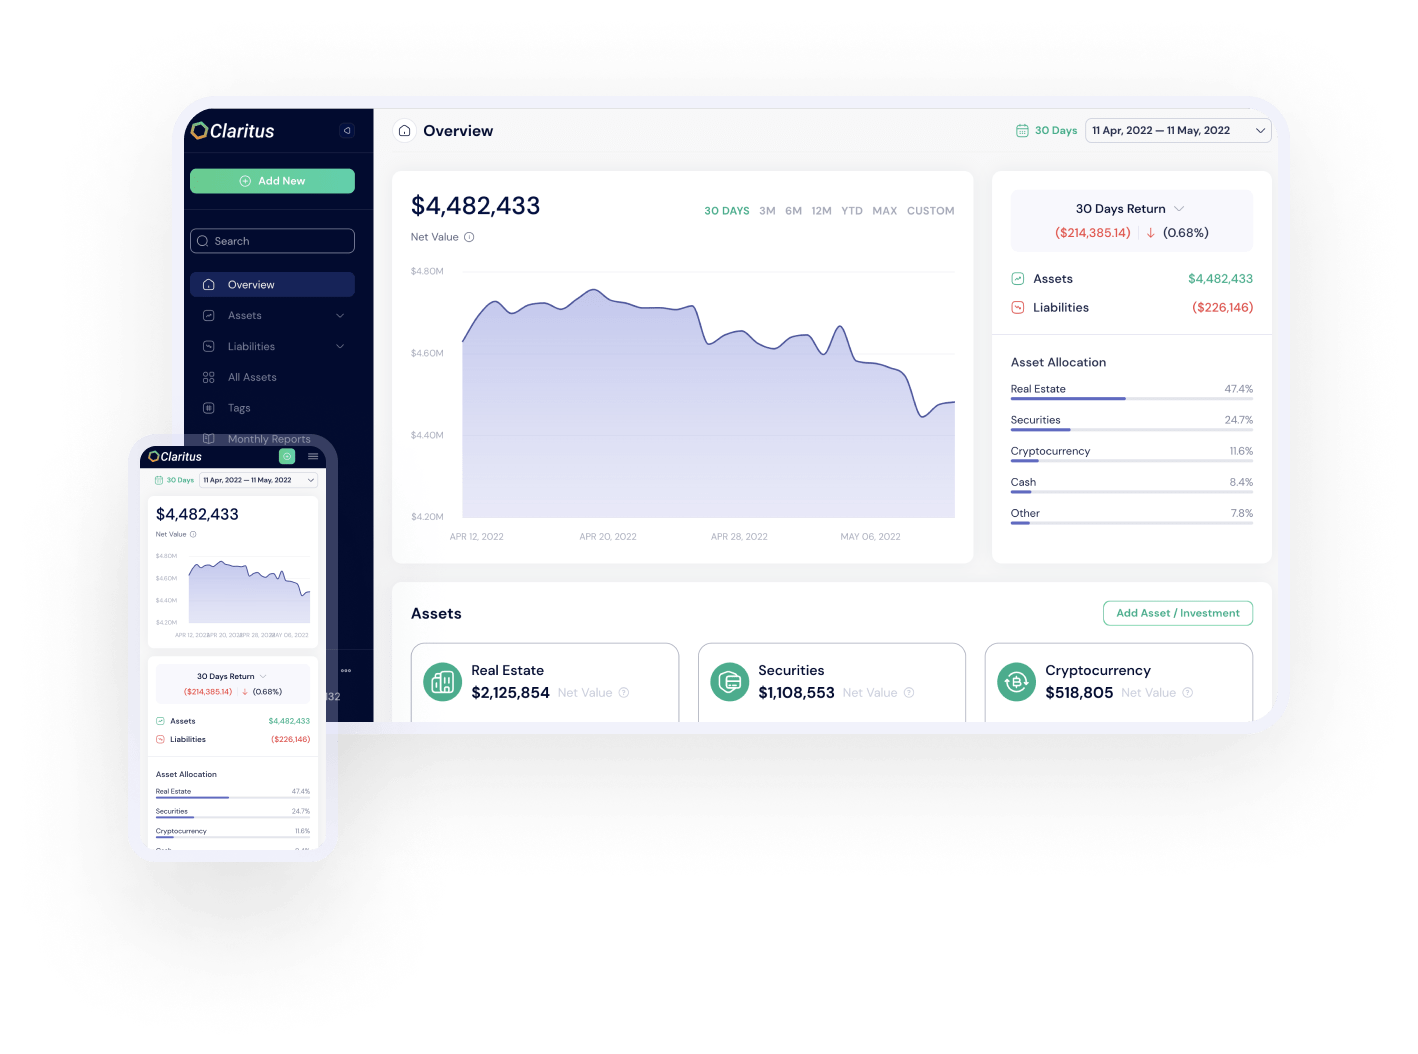 Claritus
Add New
Search
Overview
Assets
Liabilities
All Assets
Tags
Monthly Reports
132
Overview
30 Days
11 Apr, 2022 — 11 May, 2022
$4,482,433
30 DAYS 3M 6M 12M YTD MAX CUSTOM
Net Value
$4.80M
$4.60M
$4.40M
$4.20M
APR 12, 2022 APR 20, 2022 APR 28, 2022 MAY 06, 2022
30 Days Return
($214,385.14) (0.68%)
Assets $4,482,433
Liabilities ($226,146)
Asset Allocation
Real Estate 47.4%
Securities 24.7%
Cryptocurrency 11.6%
Cash 8.4%
Other 7.8%
Assets
Add Asset / Investment
Real Estate
$2,125,854 Net Value
Securities
$1,108,553 Net Value
Cryptocurrency
$518,805 Net Value
Claritus
30 Days 11 Apr, 2022 — 11 May, 2022
$4,482,433
Net Value
$4.80M
$4.60M
$4.40M
$4.20M
APR 12, 2022 APR 20, 2022 APR 28, 2022 MAY 06, 2022
30 Days Return
($214,385.14) (0.68%)
Assets $4,482,433
Liabilities ($226,146)
Asset Allocation
Real Estate 47.4%
Securities 24.7%
Cryptocurrency 11.6%